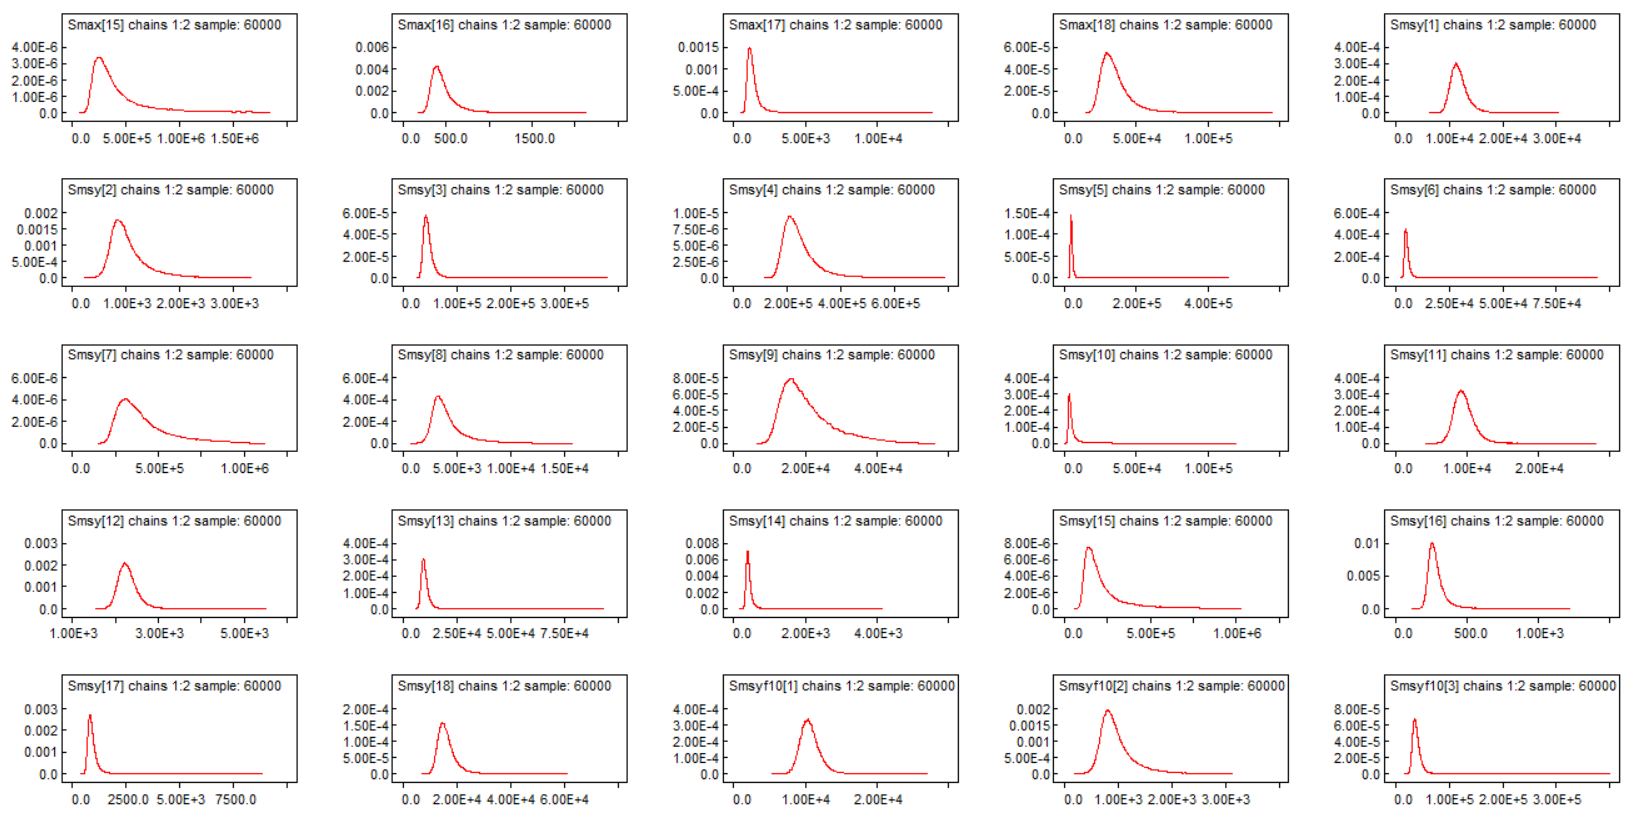 Smax[15] chains 1:2 sample: 60000
4.00E-6
3.00E-6
2.00E-6
1.00E-6
0.0
0.0 5.00E+5 1.00E+6 1.50E+6
Smax[16] chains 1:2 sample: 60000
0.006
0.004
0.002
0.0
0.0 500.0 1500.0
Smax[17] chains 1:2 sample: 60000
0.0015
0.001
5.00E-4
0.0
0.0 5.00E+3 1.00E+4
Smax[18] chains 1:2 sample: 60000
6.00E-5
4.00E-5
2.00E-5
0.0
0.0 5.00E+4 1.00E+5
Smsy[1] chains 1:2 sample: 60000
4.00E-4
3.00E-4
2.00E-4
1.00E-4
0.0
0.0 1.00E+4 2.00E+4 3.00E+4
Smsy[2] chains 1:2 sample: 60000
0.002
0.0015
0.001
5.00E-4
0.0
0.0 1.00E+3 2.00E+3 3.00E+3
Smsy[3] chains 1:2 sample: 60000
6.00E-5
4.00E-5
2.00E-5
0.0
0.0 1.00E+5 2.00E+5 3.00E+5
Smsy[4] chains 1:2 sample: 60000
1.00E-5
7.50E-6
5.00E-6
2.50E-6
0.0
0.0 2.00E+5 4.00E+5 6.00E+5
Smsy[5] chains 1:2 sample: 60000
1.50E-4
1.00E-4
5.00E-5
0.0
0.0 2.00E+5 4.00E+5
Smsy[6] chains 1:2 sample: 60000
6.00E-4
4.00E-4
2.00E-4
0.0
0.0 2.50E+4 5.00E+4 7.50E+4
Smsy[7] chains 1:2 sample: 60000
6.00E-6
4.00E-6
2.00E-6
0.0
0.0 5.00E+5 1.00E+6
Smsy[8] chains 1:2 sample: 60000
6.00E-4
4.00E-4
2.00E-4
0.0
0.0 5.00E+3 1.00E+4 1.50E+4
Smsy[9] chains 1:2 sample: 60000
8.00E-5
6.00E-5
4.00E-5
2.00E-5
0.0
0.0 2.00E+4 4.00E+4
Smsy[10] chains 1:2 sample: 60000
4.00E-4
3.00E-4
2.00E-4
1.00E-4
0.0
0.0 5.00E+4 1.00E+5
Smsy[11] chains 1:2 sample: 60000
4.00E-4
3.00E-4
2.00E-4
1.00E-4
0.0
0.0 1.00E+4 2.00E+4
Smsy[12] chains 1:2 sample: 60000
0.003
0.002
0.001
0.0
1.00E+3 3.00E+3 5.00E+3
Smsy[13] chains 1:2 sample: 60000
4.00E-4
3.00E-4
2.00E-4
1.00E-4
0.0
0.0 2.50E+4 5.00E+4 7.50E+4
Smsy[14] chains 1:2 sample: 60000
0.008
0.006
0.004
0.002
0.0
0.0 2.00E+3 4.00E+3
Smsy[15] chains 1:2 sample: 60000
8.00E-6
6.00E-6
4.00E-6
2.00E-6
0.0
0.0 5.00E+5 1.00E+6
Smsy[16] chains 1:2 sample: 60000
0.01
0.005
0.0
0.0 500.0 1.00E+3
Smsy[17] chains 1:2 sample: 60000
0.003
0.002
0.001
0.0
0.0 2500.0 5.00E+3 7500.0
Smsy[18] chains 1:2 sample: 60000
2.00E-4
1.50E-4
1.00E-4
5.00E-5
0.0
0.0 2.00E+4 4.00E+4 6.00E+4
Smsyf10[1] chains 1:2 sample: 60000
4.00E-4
3.00E-4
2.00E-4
1.00E-4
0.0
0.0 1.00E+4 2.00E+4
Smsyf10[2] chains 1:2 sample: 60000
0.002
0.0015
0.001
5.00E-4
0.0
0.0 1.00E+3 2.00E+3 3.00E+3
Smsyf10[3] chains 1:2 sample: 60000
8.00E-5
6.00E-5
4.00E-5
2.00E-5
0.0
0.0 1.00E+5 2.00E+5 3.00E+5